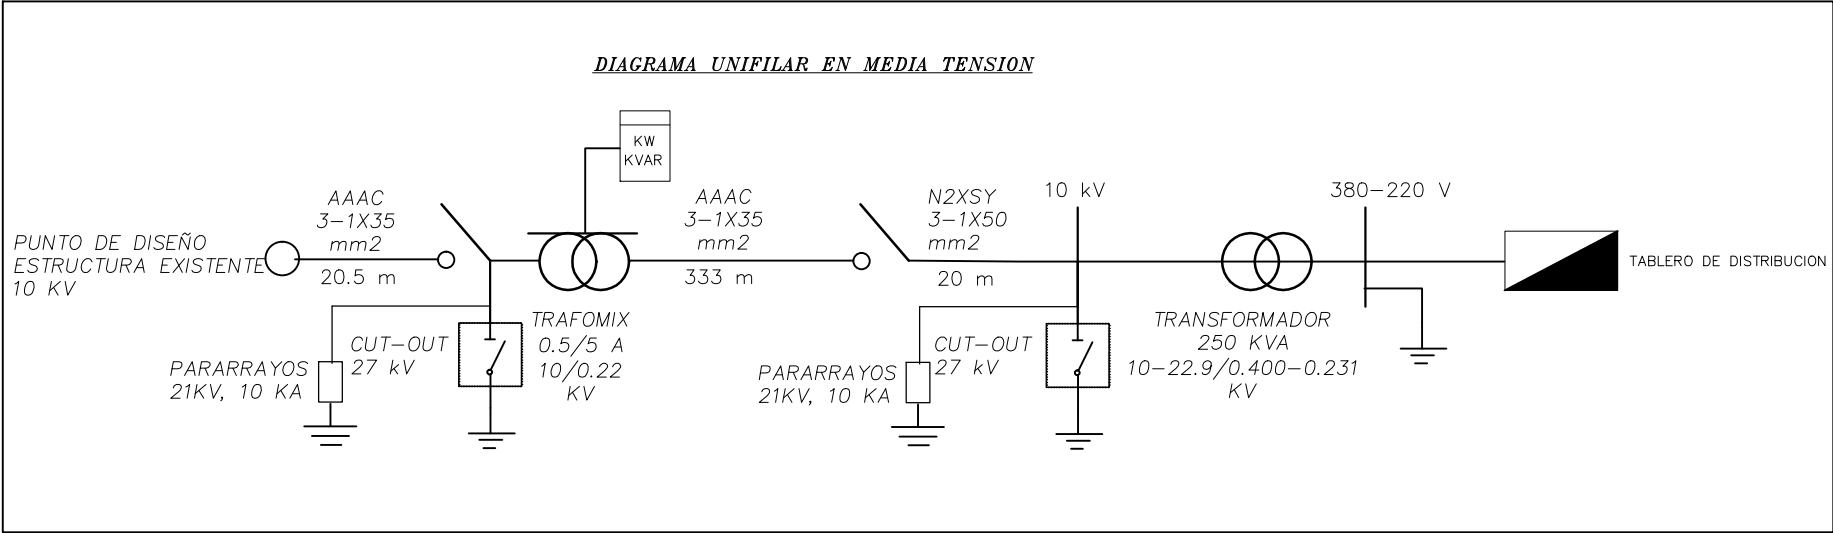 DIAGRAMA UNIFILAR EN MEDIA TENSION
KW
KVAR
PUNTO DE DISEÑO
ESTRUCTURA EXISTENTE
10 KV
AAAC
3-1X35
mm2
20.5 m
PARARRAYOS
21KV, 10 KA
CUT-OUT
27 kV
TRAFOMIX
0.5/5 A
10/0.22
KV
AAAC
3-1X35
mm2
333 m
N2XSY
3-1X50
mm2
20 m
PARARRAYOS
21KV, 10 KA
CUT-OUT
27 kV
10 kV
TRANSFORMADOR
250 KVA
10-22.9/0.400-0.231
KV
380-220 V
TABLERO DE DISTRIBUCION